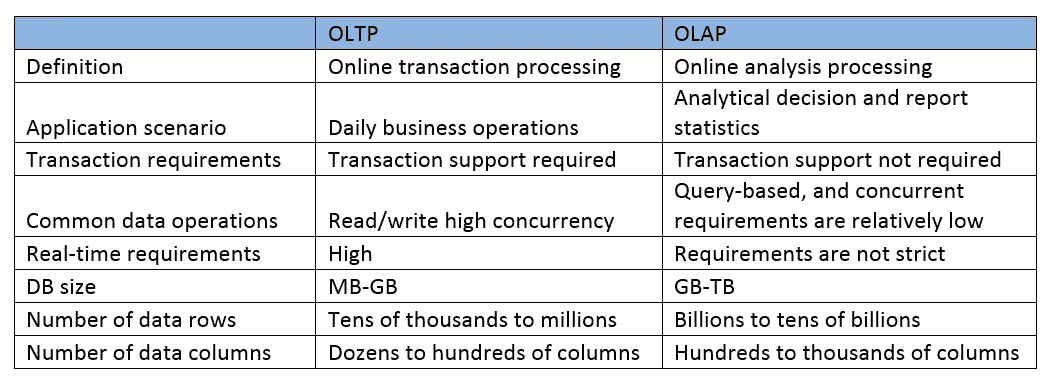 OLTP OLAP
Definition Online transaction processing Online analysis processing
Analytical decision and report
Application scenario Daily business operations statistics
Transaction requirements Transaction support required Transaction support not required
Query-based, and concurrent
Common data operations Read/write high concurrency requirements are relatively low
Real-time requirements High Requirements are not strict
DB size MB-GB GB-TB
Number of data rows Tens of thousands to millions Billions to tens of billions
Number of data columns Dozens to hundreds of columns Hundreds to thousands of columns